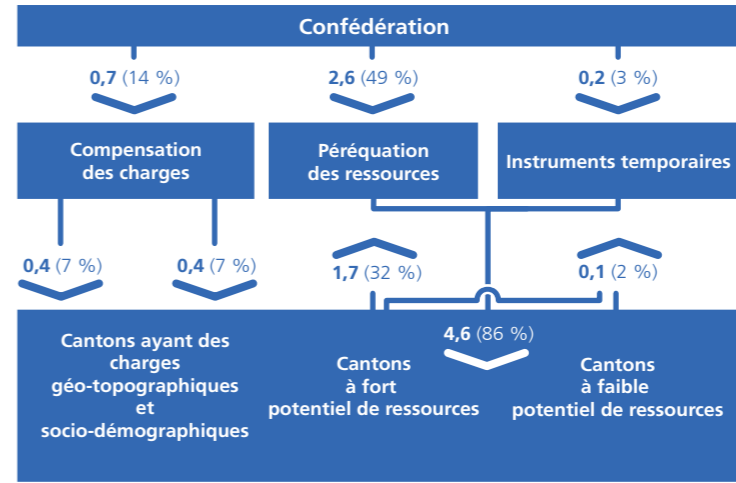 Confédération
0,7 (14 %)
2,6 (49 %)
0,2 (3 %)
Compensation
des charges
Péréquation
des ressources
Instruments temporaires
0,4 (7 %)
0,4 (7 %)
1,7 (32 %)
0,1 (2 %)
4,6 (86 %)
Cantons ayant des
charges
géo-topographiques
et
socio-démographiques
Cantons
à fort
potentiel de ressources
Cantons
à faible
potentiel de ressources